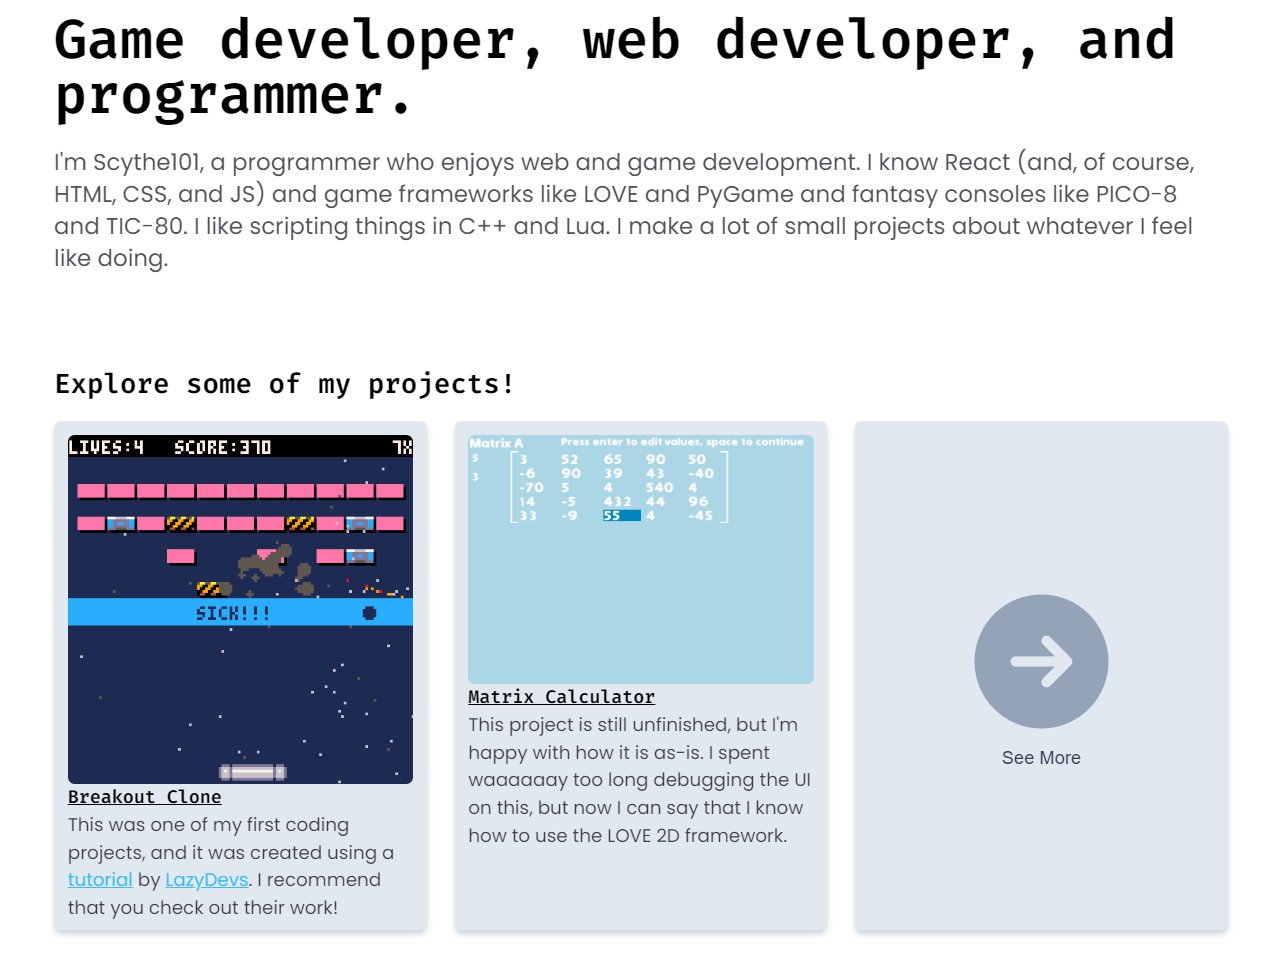 Game developer, web developer, and
programmer.
I'm Scythe101, a programmer who enjoys web and game development. I know React (and, of course,
HTML, CSS, and JS) and game frameworks like LOVE and PyGame and fantasy consoles like PICO-8
and TIC-80. I like scripting things in C++ and Lua. I make a lot of small projects about whatever I feel
like doing.
Explore some of my projects!
LIVES:4 SCORE:370 7X
SICK!!!
Breakout Clone
This was one of my first coding
projects, and it was created using a
tutorial by LazyDevs. I recommend
that you check out their work!
Matrix A Press enter to edit values, space to continue
5
3
3 52 65 90 50
-6 90 39 43 -40
-70 5 4 540 4
14 -5 432 44 96
33 -9 55 4 -45
Matrix Calculator
This project is still unfinished, but I'm
happy with how it is as-is. I spent
waaaaaay too long debugging the UI
on this, but now I can say that I know
how to use the LOVE 2D framework.
See More